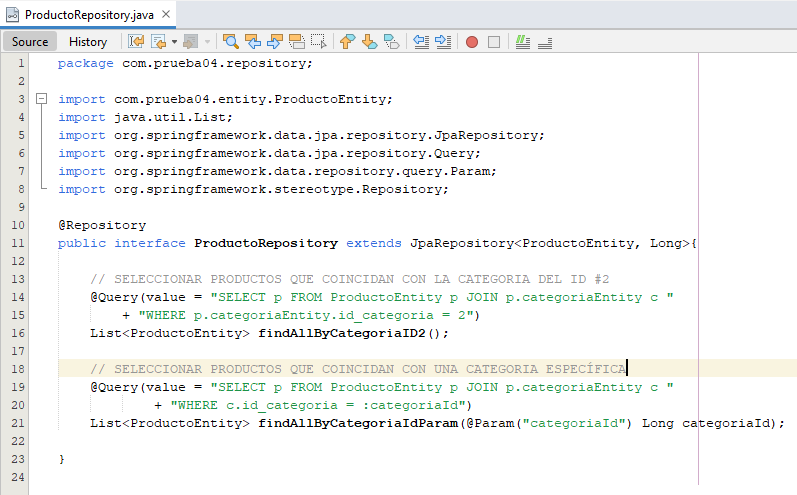 ProductoRepository.java
Source History
1 package com.prueba04.repository;
2
3 import com.prueba04.entity.ProductoEntity;
4 import java.util.List;
5 import org.springframework.data.jpa.repository.JpaRepository;
6 import org.springframework.data.jpa.repository.Query;
7 import org.springframework.data.repository.query.Param;
8 import org.springframework.stereotype.Repository;
9
10 @Repository
11 public interface ProductoRepository extends JpaRepository<ProductoEntity, Long>{
12
13 // SELECCIONAR PRODUCTOS QUE COINCIDAN CON LA CATEGORIA DEL ID #2
14 @Query(value = "SELECT p FROM ProductoEntity p JOIN p.categoriaEntity c "
15 + "WHERE p.categoriaEntity.id_categoria = 2")
16 List<ProductoEntity> findAllByCategoriaID2();
17
18 // SELECCIONAR PRODUCTOS QUE COINCIDAN CON UNA CATEGORIA ESPECÍFICA
19 @Query(value = "SELECT p FROM ProductoEntity p JOIN p.categoriaEntity c "
20 + "WHERE c.id_categoria = :categoriaId")
21 List<ProductoEntity> findAllByCategoriaIdParam(@Param("categoriaId") Long categoriaId);
22
23 }
24